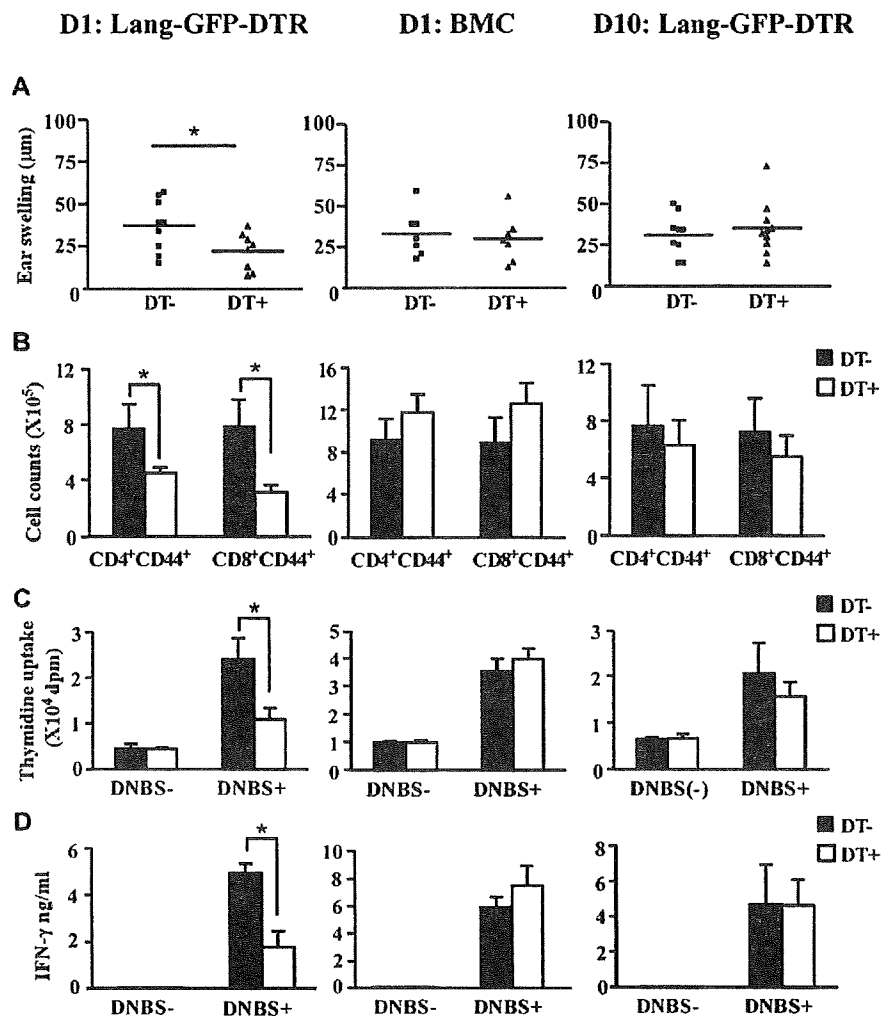 D1: Lang-GFP-DTR D1: BMC D10: Lang-GFP-DTR
A
Ear swelling (µm)
100 75 50 25 0
*
DT- DT+
100 75 50 25 0
DT- DT+
100 75 50 25 0
DT- DT+
B
Cell counts (X10⁵)
12 8 4 0
* *
CD4⁺CD44⁺ CD8⁺CD44⁺
16 12 8 4 0
CD4⁺CD44⁺ CD8⁺CD44⁺
12 8 4 0
CD4⁺CD44⁺ CD8⁺CD44⁺
DT-
DT+
C
Thymidine uptake
(X10⁴ dpm)
3 2 1 0
*
DNBS- DNBS+
5 4 3 2 1 0
DNBS- DNBS+
3 2 1 0
DNBS(-) DNBS+
DT-
DT+
D
IFN-γ ng/ml
6 4 2 0
*
DNBS- DNBS+
10 8 6 4 2 0
DNBS- DNBS+
8 6 4 2 0
DNBS- DNBS+
DT-
DT+